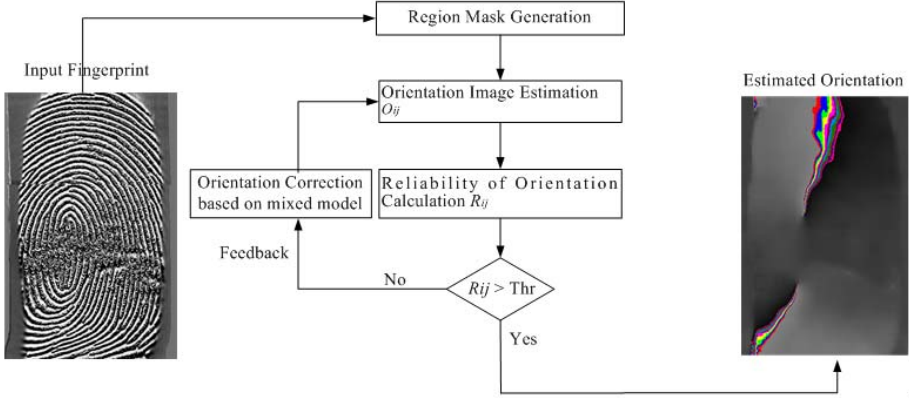 Region Mask Generation
Input Fingerprint
Orientation Image Estimation
Oij
Estimated Orientation
Orientation Correction
based on mixed model
Reliability of Orientation
Calculation Rij
Feedback
No
Rij > Thr
Yes